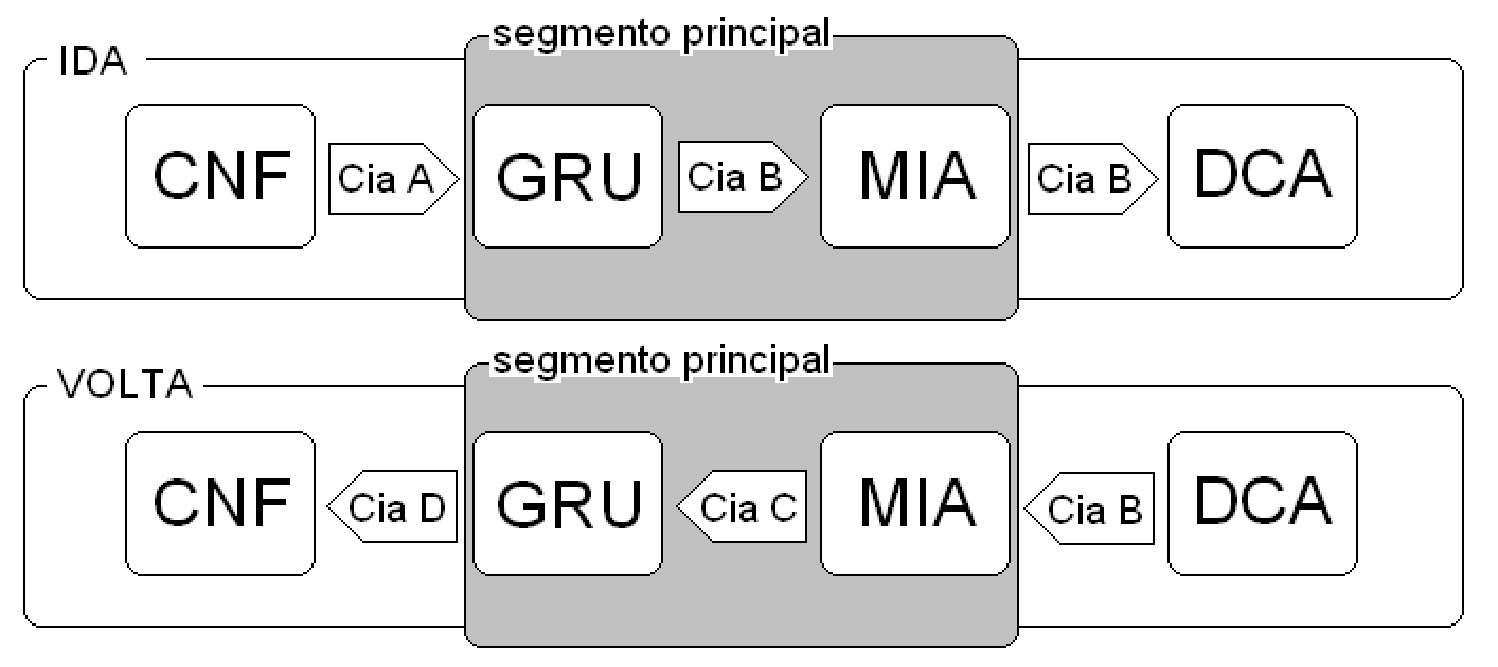 segmento principal
IDA
CNF Cia A GRU Cia B MIA Cia B DCA
segmento principal
VOLTA
CNF Cia D GRU Cia C MIA Cia B DCA